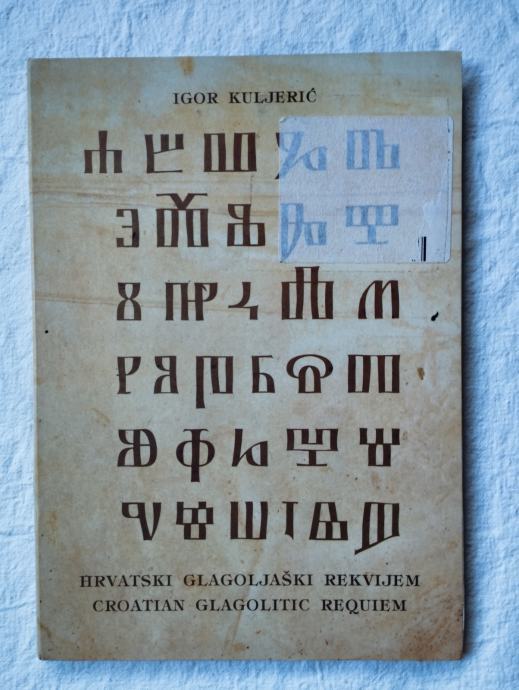 IGOR KULJERIĆ
Ⰰ Ⰱ Ⰲ Ⰳ Ⰴ
Ⰵ Ⰶ Ⰷ Ⰸ Ⰹ
Ⰻ Ⰼ Ⰽ Ⰾ Ⰿ
Ⱀ Ⱁ Ⱂ Ⱃ Ⱄ Ⱅ
Ⱆ Ⱇ Ⱈ Ⱋ Ⱉ
Ⱌ Ⱍ Ⱎ Ⱜ Ⱑ Ⱓ
HRVATSKI GLAGOLJAŠKI REKVIJEM
CROATIAN GLAGOLITIC REQUIEM